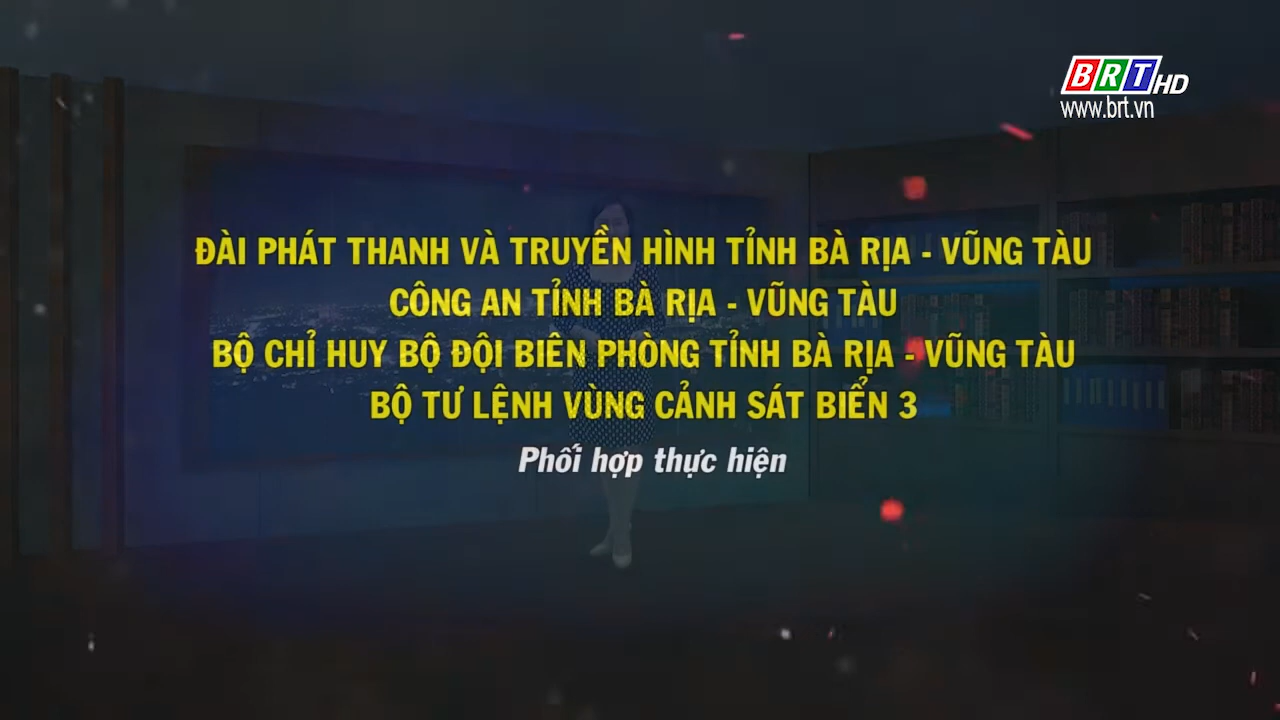 BRT HD
www.brt.vn
ĐÀI PHÁT THANH VÀ TRUYỀN HÌNH TỈNH BÀ RỊA - VŨNG TÀU
CÔNG AN TỈNH BÀ RỊA - VŨNG TÀU
BỘ CHỈ HUY BỘ ĐỘI BIÊN PHÒNG TỈNH BÀ RỊA - VŨNG TÀU
BỘ TƯ LỆNH VÙNG CẢNH SÁT BIỂN 3
Phối hợp thực hiện